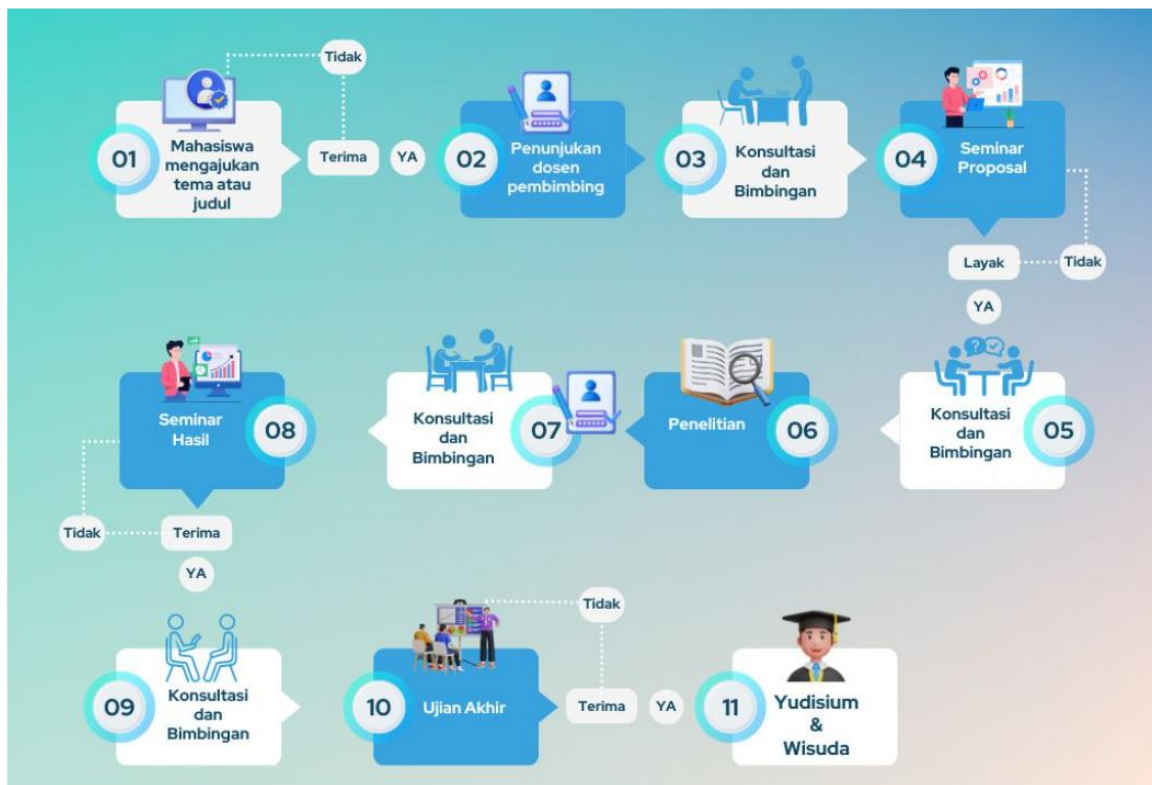 Tidak
01
Mahasiswa
mengajukan
tema atau
judul
Terima
YA
02
Penunjukan
dosen
pembimbing
03
Konsultasi
dan
Bimbingan
04
Seminar
Proposal
Layak
Tidak
YA
05
Konsultasi
dan
Bimbingan
06
Penelitian
07
Konsultasi
dan
Bimbingan
08
Seminar
Hasil
Tidak
Terima
YA
09
Konsultasi
dan
Bimbingan
10
Ujian Akhir
Tidak
Terima
YA
11
Yudisium
&
Wisuda